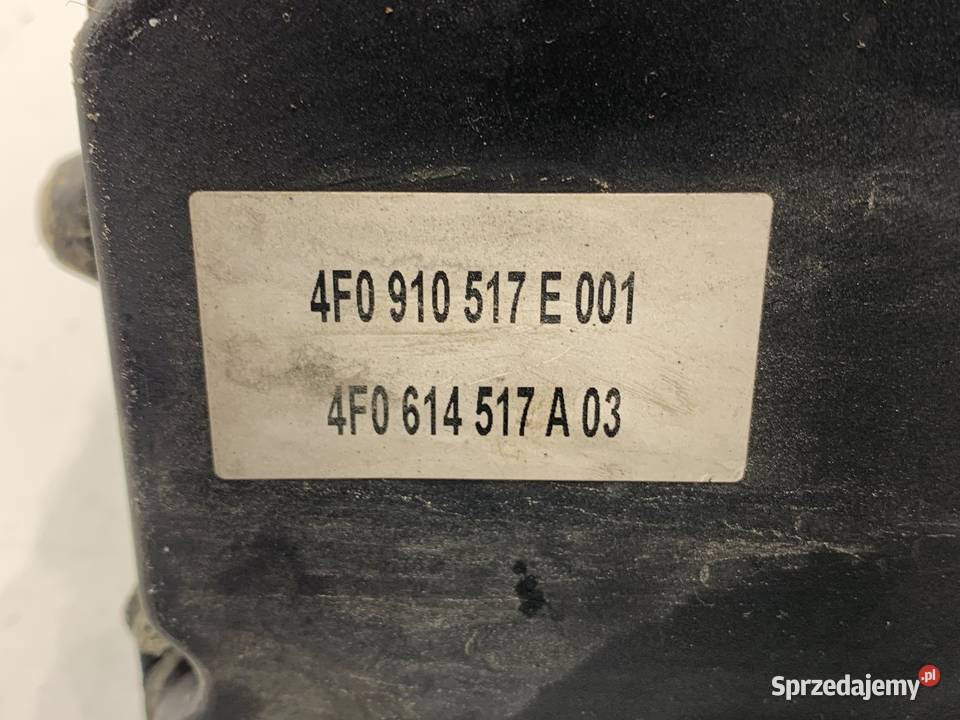 4F0 910 517 E 001
4F0 614 517 A 03
Sprzedajemy.pl